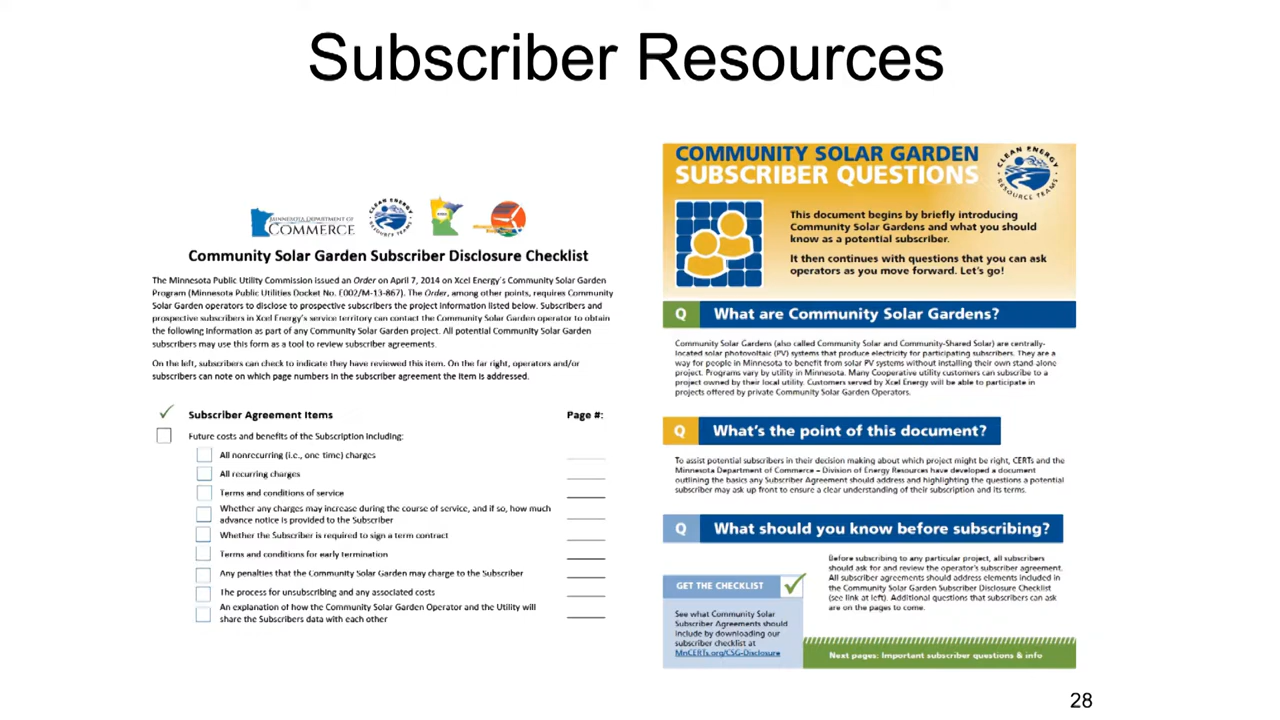 Subscriber Resources
MINNESOTA DEPARTMENT OF
COMMERCE
CLEAN ENERGY
RESOURCE TEAMS
Community Solar Garden Subscriber Disclosure Checklist
The Minnesota Public Utility Commission issued an Order on April 7, 2014 on Xcel Energy's Community Solar Garden
Program (Minnesota Public Utilities Docket No. E002/M-13-867). The Order, among other points, requires Community
Solar Garden operators to disclose to prospective subscribers the project information listed below. Subscribers and
prospective subscribers in Xcel Energy's service territory can contact the Community Solar Garden operator to obtain
the following information as part of any Community Solar Garden project. All potential Community Solar Garden
subscribers may use this form as a tool to review subscriber agreements.
On the left, subscribers can check to indicate they have reviewed this item. On the far right, operators and/or
subscribers can note on which page numbers in the subscriber agreement the item is addressed.
✓ Subscriber Agreement Items Page #:
Future costs and benefits of the Subscription including:
All nonrecurring (i.e., one time) charges
All recurring charges
Terms and conditions of service
Whether any charges may increase during the course of service, and if so, how much
advance notice is provided to the Subscriber
Whether the Subscriber is required to sign a term contract
Terms and conditions for early termination
Any penalties that the Community Solar Garden may charge to the Subscriber
The process for unsubscribing and any associated costs
An explanation of how the Community Solar Garden Operator and the Utility will
share the Subscribers data with each other
COMMUNITY SOLAR GARDEN
SUBSCRIBER QUESTIONS
CLEAN ENERGY
RESOURCE TEAMS
This document begins by briefly introducing
Community Solar Gardens and what you should
know as a potential subscriber.
It then continues with questions that you can ask
operators as you move forward. Let's go!
Q What are Community Solar Gardens?
Community Solar Gardens (also called Community Solar and Community-Shared Solar) are centrally-
located solar photovoltaic (PV) systems that produce electricity for participating subscribers. They are a
way for people in Minnesota to benefit from solar PV systems without installing their own stand alone
project. Programs vary by utility in Minnesota. Many Cooperative utility customers can subscribe to a
project owned by their local utility. Customers served by Xcel Energy will be able to participate in
projects offered by private Community Solar Garden Operators.
Q What's the point of this document?
To assist potential subscribers in their decision making about which project might be right, CERTs and the
Minnesota Department of Commerce – Division of Energy Resources have developed a document
outlining the basics any Subscriber Agreement should address and highlighting the questions a potential
subscriber may ask up front to ensure a clear understanding of their subscription and its terms.
Q What should you know before subscribing?
Before subscribing to any particular project, all subscribers
should ask for and review the operator's subscriber agreement.
All subscriber agreements should address elements included in
the Community Solar Garden Subscriber Disclosure Checklist
(see link at left). Additional questions that subscribers can ask
are on the pages to come.
GET THE CHECKLIST ✓
See what Community Solar
Subscriber Agreements should
include by downloading our
subscriber checklist at
MnCERTs.org/CSG-Disclosure
Next pages: Important subscriber questions & info
28